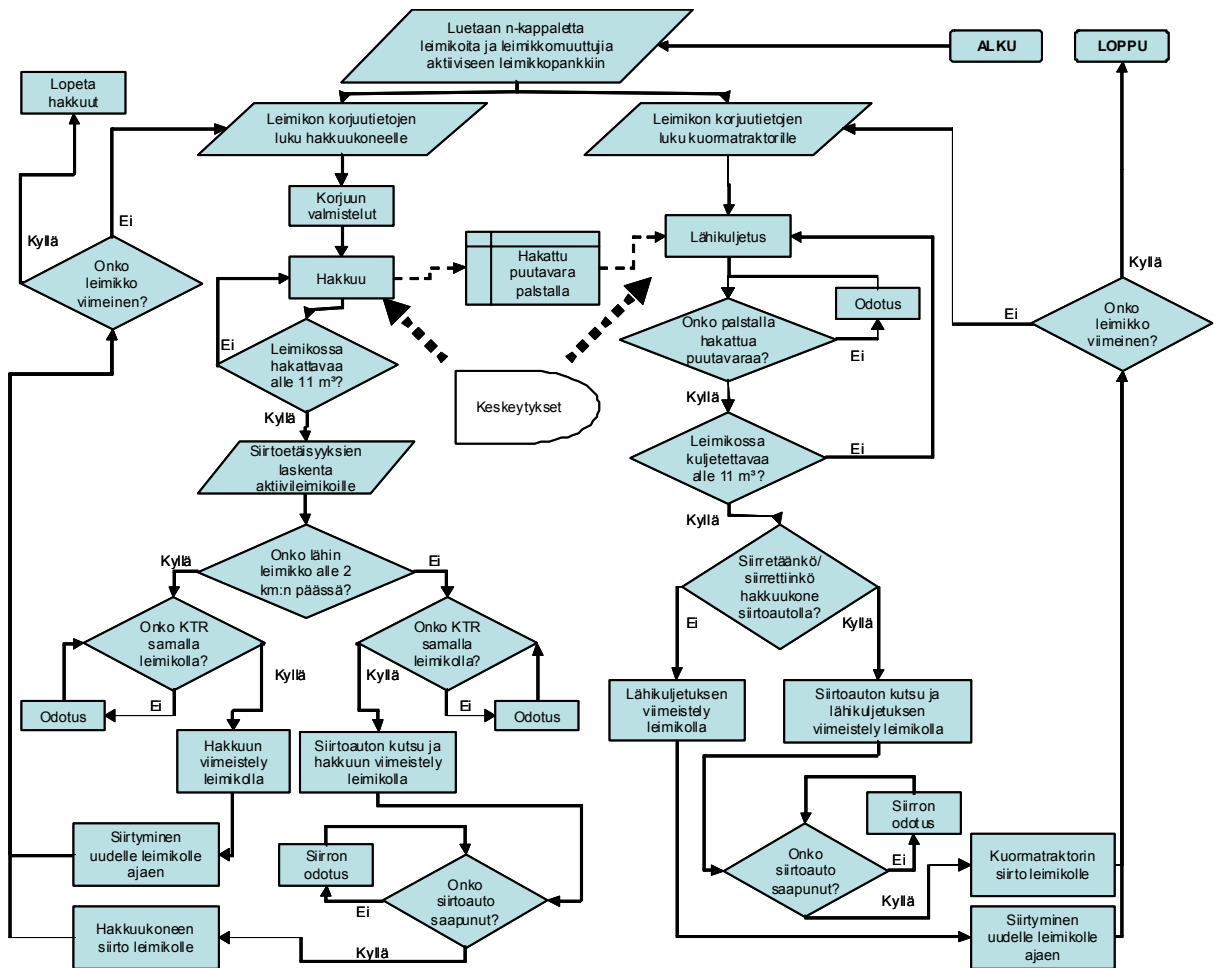 Luetaan n-kappaletta
leimikoita ja leimikkomuuttujia
aktiiviseen leimikkopankkiin
ALKU
LOPPU
Lopeta
hakkuut
Leimikon korjuutietojen
luku hakkuukoneelle
Leimikon korjuutietojen
luku kuormatraktorille
Korjuun
valmistelut
Ei
Kyllä
Onko
leimikko
viimeinen?
Hakkuu
Hakattu
puutavara
palstalla
Lähikuljetus
Odotus
Onko palstalla
hakattua
puutavaraa?
Ei
Kyllä
Kyllä
Ei
Onko
leimikko
viimeinen?
Leimikossa
hakattavaa
alle 11 m³?
Ei
Kyllä
Keskeytykset
Leimikossa
kuljetettavaa
alle 11 m³?
Ei
Kyllä
Siirtoetäisyyksien
laskenta
aktiivileimikoille
Onko lähin
leimikko alle 2
km:n päässä?
Kyllä
Ei
Siirretäänkö/
siirrettiinkö
hakkuukone
siirtoautolla?
Ei
Kyllä
Onko KTR
samalla
leimikolla?
Kyllä
Ei
Odotus
Onko KTR
samalla
leimikolla?
Kyllä
Ei
Odotus
Hakkuun
viimeistely
leimikolla
Siirtoauton kutsu ja
hakkuun viimeistely
leimikolla
Lähikuljetuksen
viimeistely
leimikolla
Siirtoauton kutsu ja
lähikuljetuksen
viimeistely leimikolla
Siirtyminen
uudelle leimikolle
ajaen
Siirron
odotus
Onko
siirtoauto
saapunut?
Ei
Kyllä
Hakkuukoneen
siirto leimikolle
Siirron
odotus
Onko
siirtoauto
saapunut?
Ei
Kyllä
Kuormatraktorin
siirto leimikolle
Siirtyminen
uudelle leimikolle
ajaen